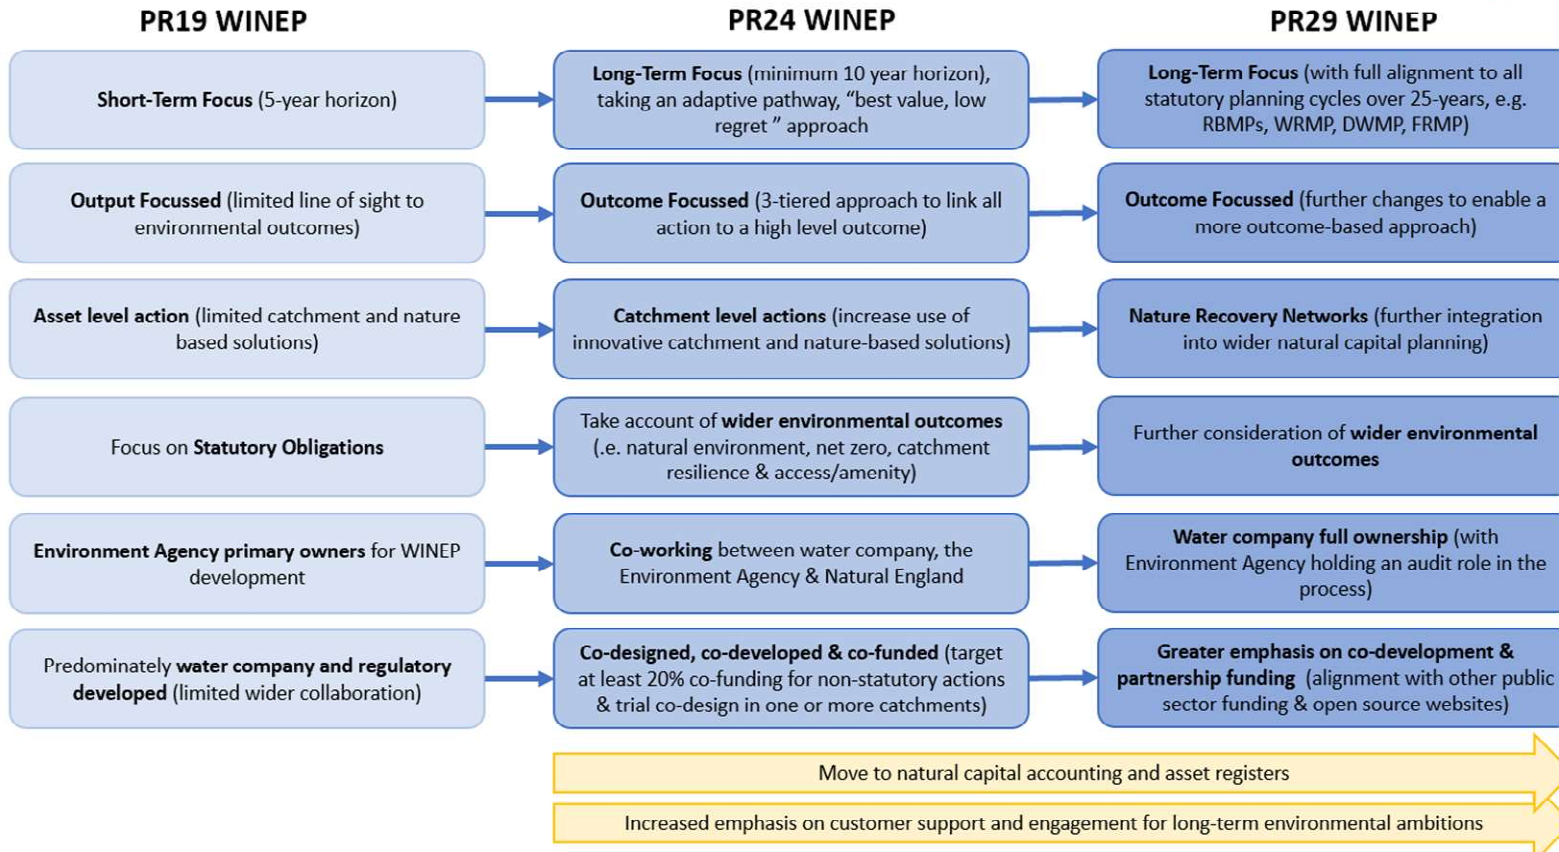 PR19 WINEP
PR24 WINEP
PR29 WINEP
Short-Term Focus (5-year horizon)
Long-Term Focus (minimum 10 year horizon),
taking an adaptive pathway, “best value, low
regret ” approach
Long-Term Focus (with full alignment to all
statutory planning cycles over 25-years, e.g.
RBMPs, WRMP, DWMP, FRMP)
Output Focussed (limited line of sight to
environmental outcomes)
Outcome Focussed (3-tiered approach to link all
action to a high level outcome)
Outcome Focussed (further changes to enable a
more outcome-based approach)
Asset level action (limited catchment and nature
based solutions)
Catchment level actions (increase use of
innovative catchment and nature-based solutions)
Nature Recovery Networks (further integration
into wider natural capital planning)
Focus on Statutory Obligations
Take account of wider environmental outcomes
(.e. natural environment, net zero, catchment
resilience & access/amenity)
Further consideration of wider environmental
outcomes
Environment Agency primary owners for WINEP
development
Co-working between water company, the
Environment Agency & Natural England
Water company full ownership (with
Environment Agency holding an audit role in the
process)
Predominately water company and regulatory
developed (limited wider collaboration)
Co-designed, co-developed & co-funded (target
at least 20% co-funding for non-statutory actions
& trial co-design in one or more catchments)
Greater emphasis on co-development &
partnership funding (alignment with other public
sector funding & open source websites)
Move to natural capital accounting and asset registers
Increased emphasis on customer support and engagement for long-term environmental ambitions